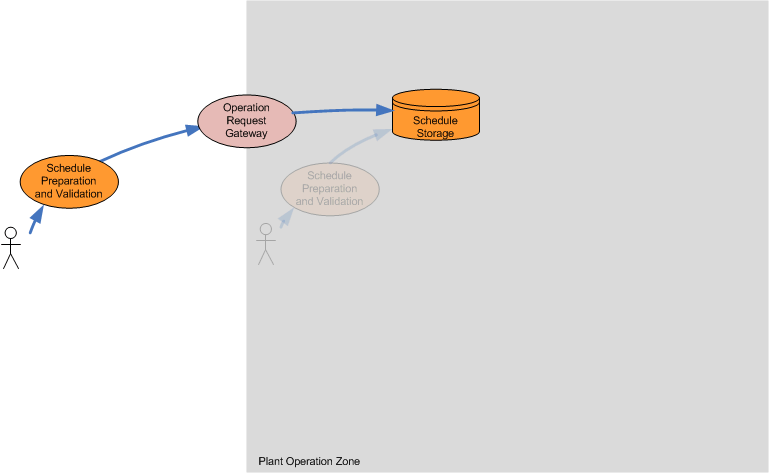 Operation
Request
Gateway
Schedule
Storage
Schedule
Preparation
and Validation
Schedule
Preparation
and Validation
Plant Operation Zone